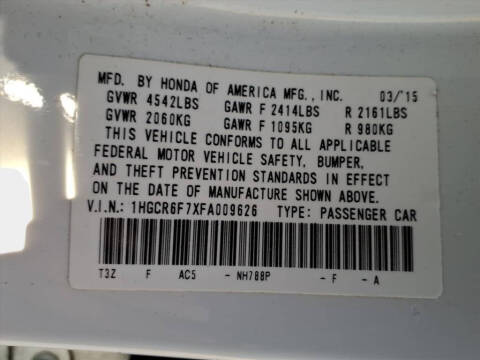 MFD. BY HONDA OF AMERICA MFG., INC. 03/'15
GVWR 4542LBS GAWR F 2414LBS R 2161LBS
GVWR 2060KG GAWR F 1095KG R 980KG
THIS VEHICLE CONFORMS TO ALL APPLICABLE
FEDERAL MOTOR VEHICLE SAFETY, BUMPER,
AND THEFT PREVENTION STANDARDS IN EFFECT
ON THE DATE OF MANUFACTURE SHOWN ABOVE.
V.I.N.: 1HGCR6F7XFA009626 TYPE: PASSENGER CAR
T3Z F AC5 - NH788P - F - A